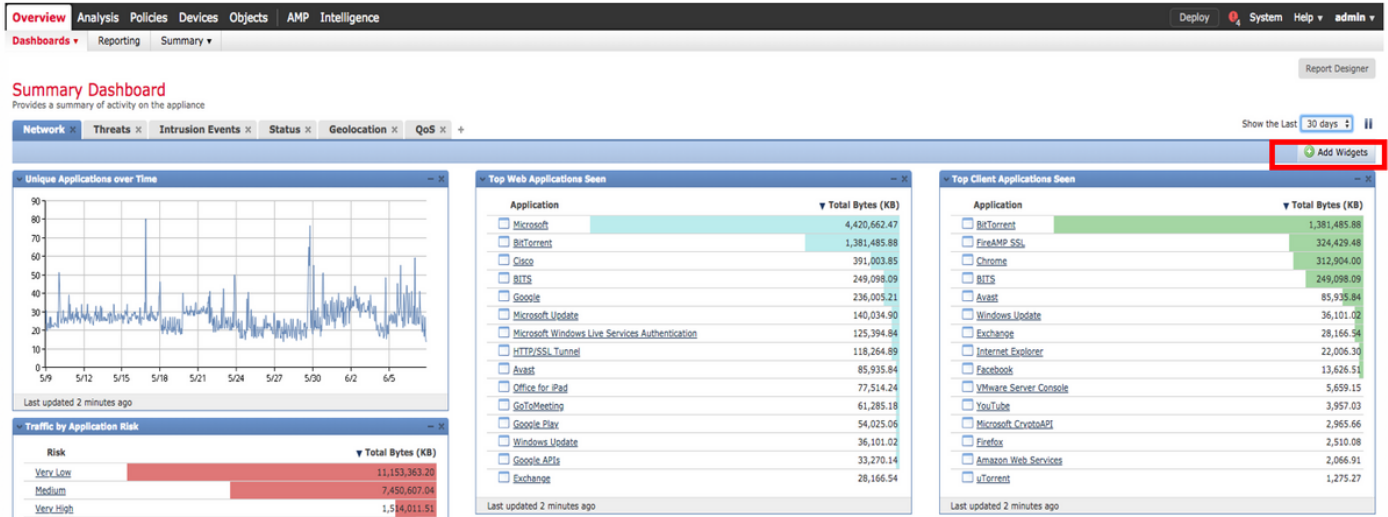 Overview Analysis Policies Devices Objects AMP Intelligence Deploy 4 System Help admin
Dashboards Reporting Summary
Report Designer
Summary Dashboard
Provides a summary of activity on the appliance
Network × Threats × Intrusion Events × Status × Geolocation × QoS × +
Show the Last 30 days
Add Widgets
Unique Applications over Time
90
80
70
60
50
40
30
20
10
0
5/9 5/12 5/15 5/18 5/21 5/24 5/27 5/30 6/2 6/5
Last updated 2 minutes ago
Traffic by Application Risk
Risk Total Bytes (KB)
Very Low 11,153,363.20
Medium 7,450,607.04
Very High 1,514,011.51
Top Web Applications Seen
Application Total Bytes (KB)
Microsoft 4,420,662.47
BitTorrent 1,381,485.88
Cisco 391,003.85
BITS 249,098.09
Google 236,005.21
Microsoft Update 140,034.90
Microsoft Windows Live Services Authentication 125,394.84
HTTP/SSL Tunnel 118,264.89
Avast 85,935.84
Office for iPad 77,514.24
GoToMeeting 61,285.18
Google Play 54,025.06
Windows Update 36,101.02
Google APIs 33,270.14
Exchange 28,166.54
Last updated 2 minutes ago
Top Client Applications Seen
Application Total Bytes (KB)
BitTorrent 1,381,485.88
FireAMP SSL 324,429.48
Chrome 312,904.00
BITS 249,098.09
Avast 85,935.84
Windows Update 36,101.02
Exchange 28,166.54
Internet Explorer 22,006.30
Facebook 13,626.51
VMware Server Console 5,659.15
YouTube 3,957.03
Microsoft CryptoAPI 2,965.66
Firefox 2,510.08
Amazon Web Services 2,066.91
uTorrent 1,275.27
Last updated 2 minutes ago